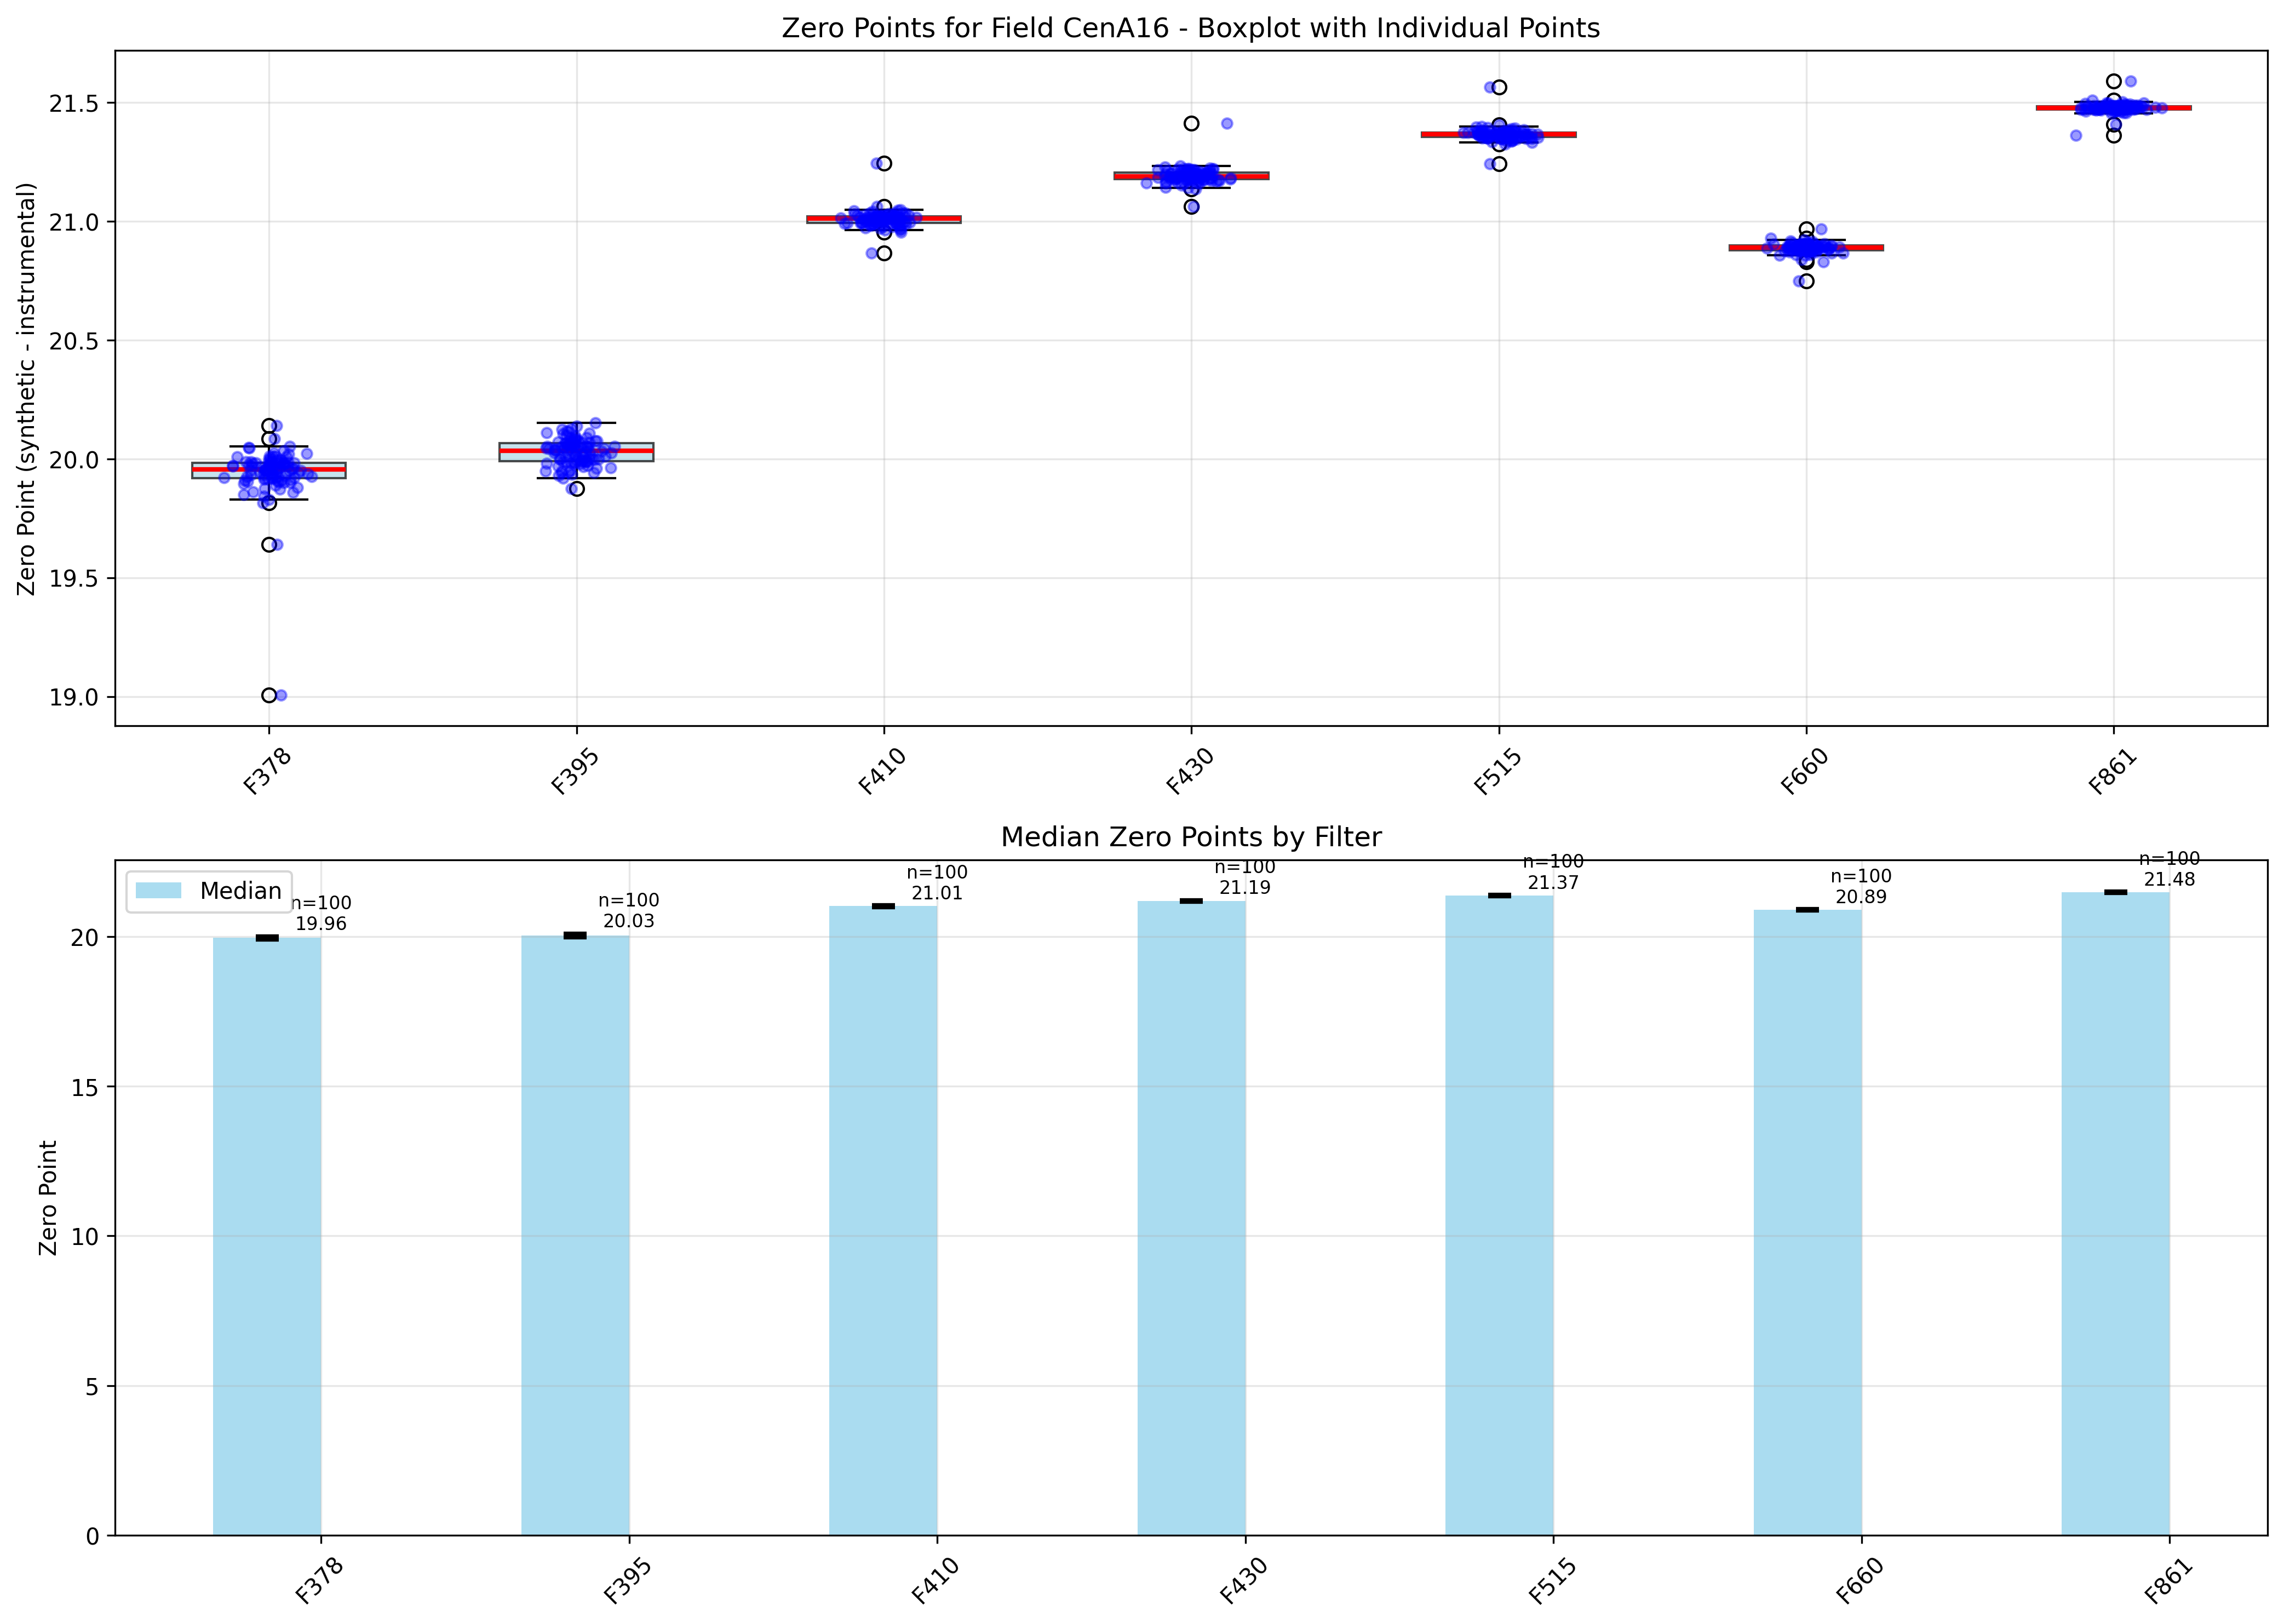 Zero Points for Field CenA16 - Boxplot with Individual Points
Zero Point (synthetic - instrumental)
21.5
21.0
20.5
20.0
19.5
19.0
F378
F395
F410
F430
F515
F660
F861
Median Zero Points by Filter
Median
n=100
19.96
n=100
20.03
n=100
21.01
n=100
21.19
n=100
21.37
n=100
20.89
n=100
21.48
Zero Point
20
15
10
5
0
F378
F395
F410
F430
F515
F660
F861